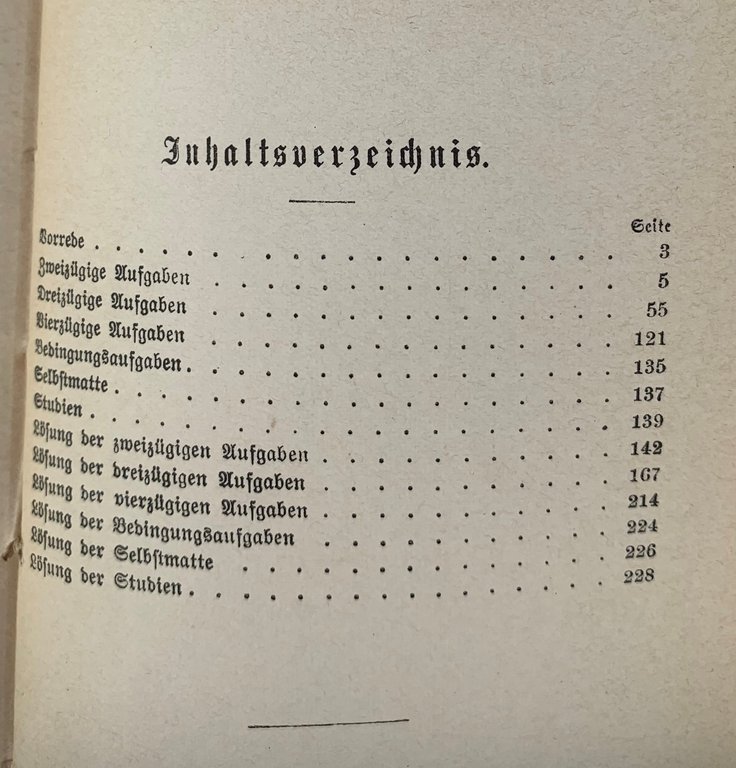 Inhaltsverzeichnis.
Seite
Vorrede . . . . . . . . . . . . . . . . . . 3
Zweizügige Aufgaben . . . . . . . . . . . . . . . 5
Dreizügige Aufgaben . . . . . . . . . . . . . . . 55
Vierzügige Aufgaben . . . . . . . . . . . . . . . 121
Bedingungsaufgaben . . . . . . . . . . . . . . . . 135
Selbstmatte . . . . . . . . . . . . . . . . . . 137
Studien . . . . . . . . . . . . . . . . . . . 139
Lösung der zweizügigen Aufgaben . . . . . . . . . . . 142
Lösung der dreizügigen Aufgaben . . . . . . . . . . . 167
Lösung der vierzügigen Aufgaben . . . . . . . . . . . 214
Lösung der Bedingungsaufgaben . . . . . . . . . . . 224
Lösung der Selbstmatte . . . . . . . . . . . . . . 226
Lösung der Studien . . . . . . . . . . . . . . . . 228